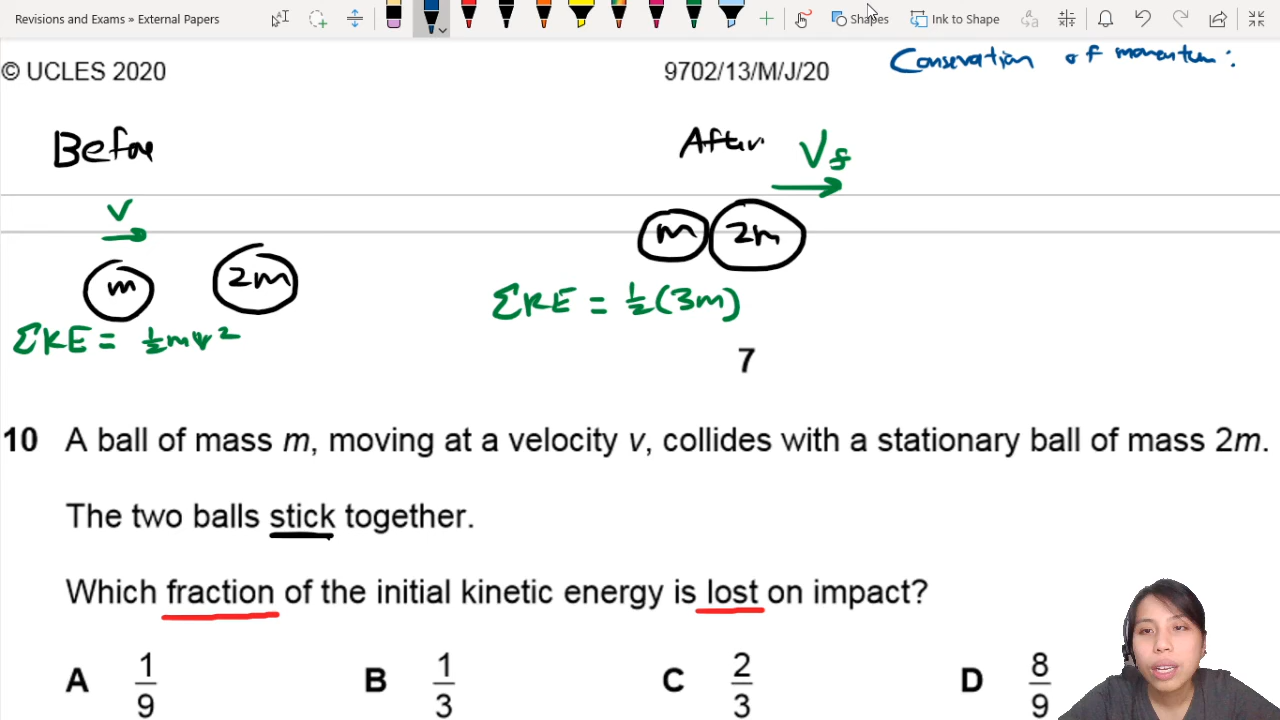 Revisions and Exams » External Papers
Shapes
Ink to Shape
© UCLES 2020
9702/13/M/J/20
Consevation of momentum:
Before
After
v
Vf
m
2m
m
2m
ΣKE = ½mv²
ΣKE = ½(3m)
7
10 A ball of mass m, moving at a velocity v, collides with a stationary ball of mass 2m.
The two balls stick together.
Which fraction of the initial kinetic energy is lost on impact?
A 1/9 B 1/3 C 2/3 D 8/9